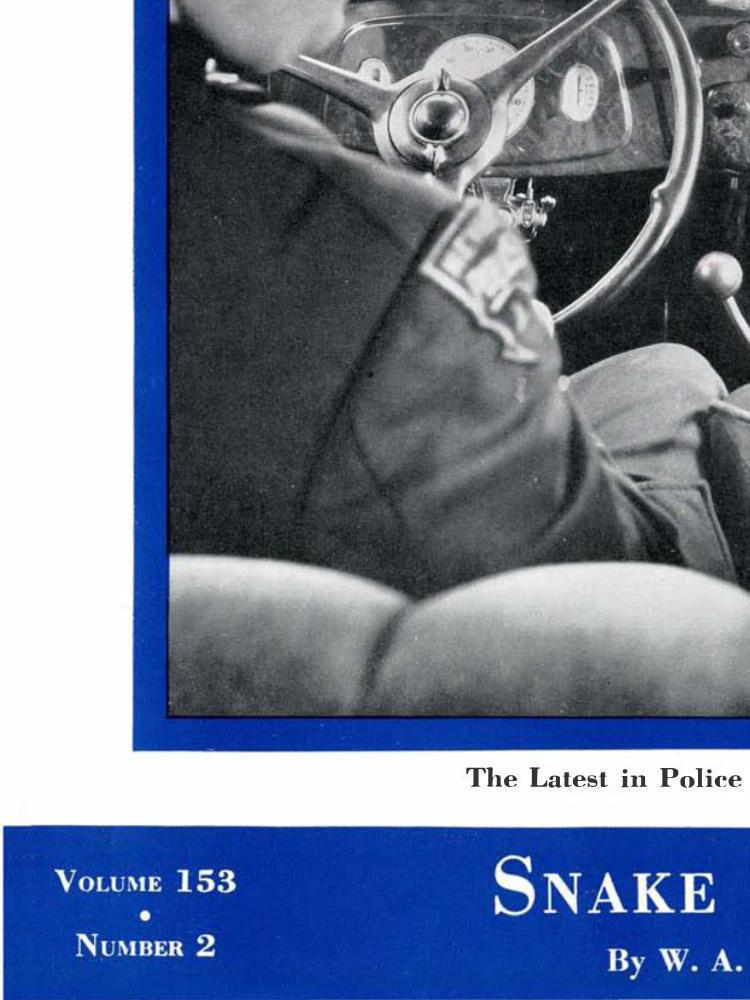 The Latest in Police
VOLUME 153
•
NUMBER 2
SNAKE
By W. A.